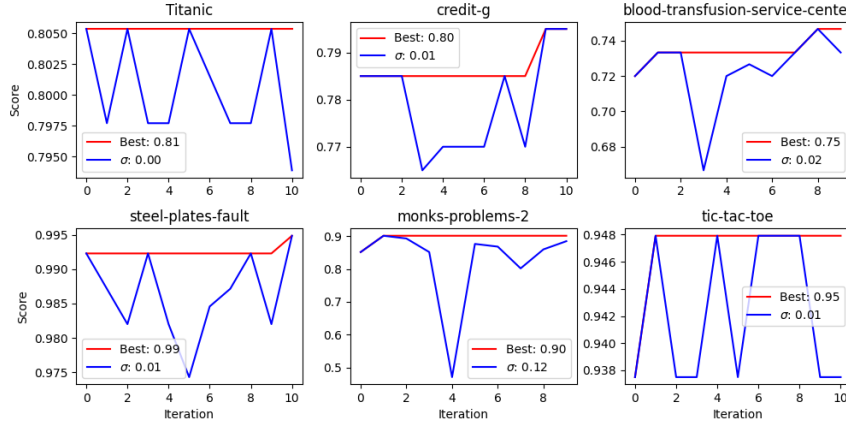 Titanic
Score
0.8050
0.8025
0.8000
0.7975
0.7950
Best: 0.81
σ: 0.00
0 2 4 6 8 10
credit-g
0.79
0.78
0.77
Best: 0.80
σ: 0.01
0 2 4 6 8 10
blood-transfusion-service-cente
0.74
0.72
0.70
0.68
Best: 0.75
σ: 0.02
0 2 4 6 8
steel-plates-fault
Score
0.995
0.990
0.985
0.980
0.975
Best: 0.99
σ: 0.01
0 2 4 6 8 10
Iteration
monks-problems-2
0.9
0.8
0.7
0.6
0.5
Best: 0.90
σ: 0.12
0 2 4 6 8
Iteration
tic-tac-toe
0.948
0.946
0.944
0.942
0.940
0.938
Best: 0.95
σ: 0.01
0 2 4 6 8 10
Iteration